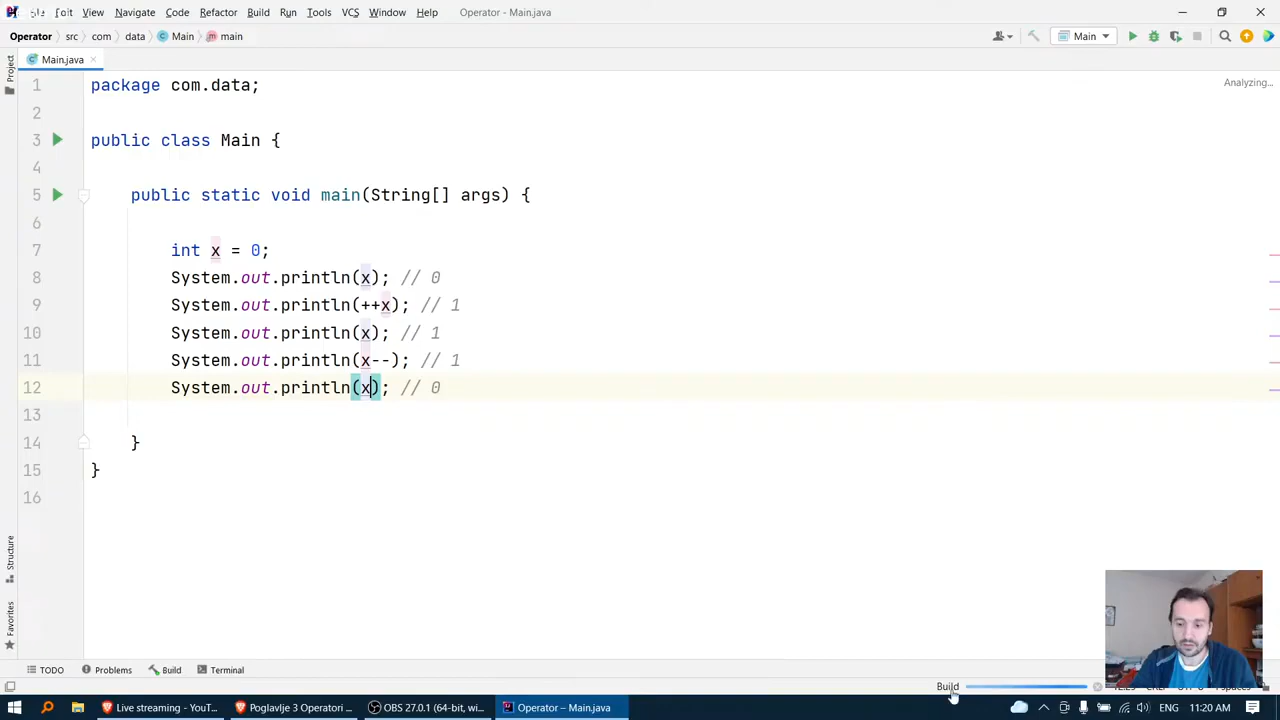 File Edit View Navigate Code Refactor Build Run Tools VCS Window Help Operator - Main.java
Operator src com data Main main Main
Project
Main.java
Analyzing...
1 package com.data;
2
3 public class Main {
4
5 public static void main(String[] args) {
6
7 int x = 0;
8 System.out.println(x); // 0
9 System.out.println(++x); // 1
10 System.out.println(x); // 1
11 System.out.println(x--); // 1
12 System.out.println(x); // 0
13
14 }
15 }
16
Structure
Favorites
TODO Problems Build Terminal
Build
Live streaming - YouT... Poglavlje 3 Operatori ... OBS 27.0.1 (64-bit, wi... Operator – Main.java 11:20 AM